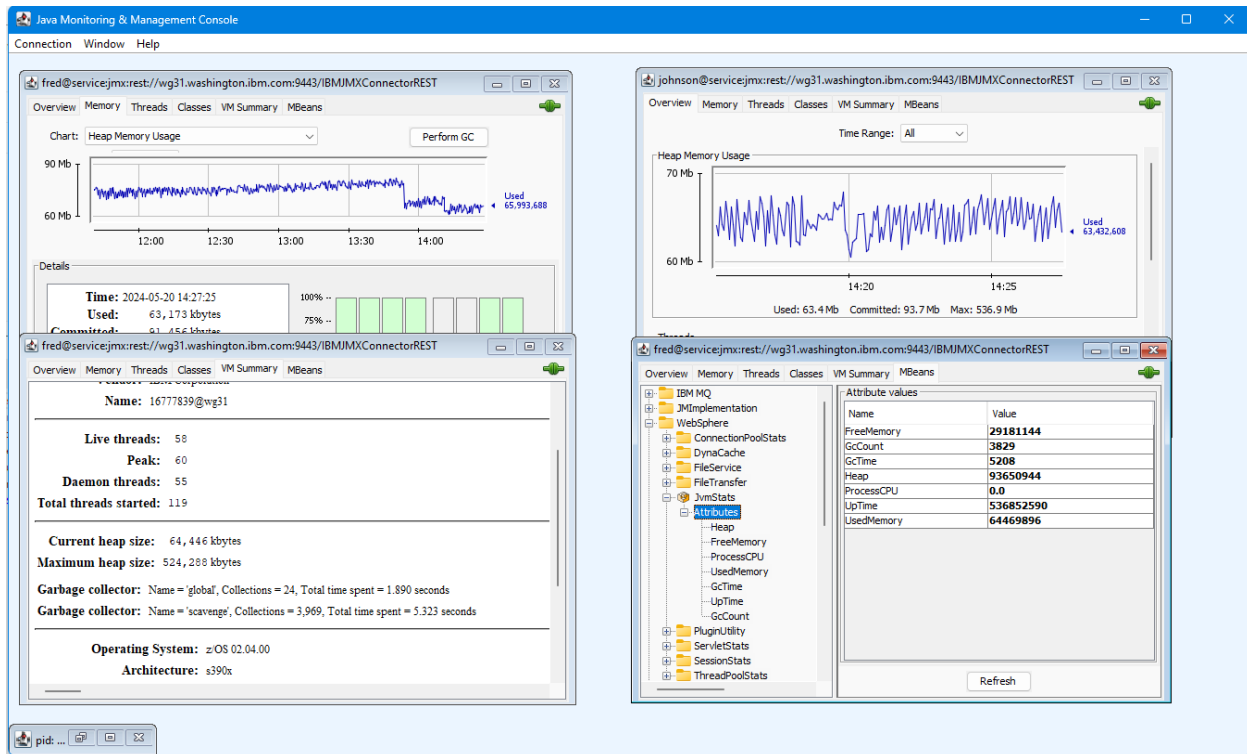 Java Monitoring & Management Console
Connection Window Help
fred@service:jmx:rest://wg31.washington.ibm.com:9443/IBMJMXConnectorREST
Overview Memory Threads Classes VM Summary MBeans
Chart: Heap Memory Usage Perform GC
90 Mb
60 Mb
Used
65,993,688
12:00 12:30 13:00 13:30 14:00
Details
Time: 2024-05-20 14:27:25
Used: 63,173 kbytes
Committed: 91,456 kbytes
100% --
75% --
johnson@service:jmx:rest://wg31.washington.ibm.com:9443/IBMJMXConnectorREST
Overview Memory Threads Classes VM Summary MBeans
Time Range: All
Heap Memory Usage
70 Mb
60 Mb
Used
63,432,608
14:20 14:25
Used: 63.4 Mb Committed: 93.7 Mb Max: 536.9 Mb
Threads
fred@service:jmx:rest://wg31.washington.ibm.com:9443/IBMJMXConnectorREST
Overview Memory Threads Classes VM Summary MBeans
Vendor: IBM Corporation
Name: 16777839@wg31
Live threads: 58
Peak: 60
Daemon threads: 55
Total threads started: 119
Current heap size: 64,446 kbytes
Maximum heap size: 524,288 kbytes
Garbage collector: Name = 'global', Collections = 24, Total time spent = 1.890 seconds
Garbage collector: Name = 'scavenge', Collections = 3,969, Total time spent = 5.323 seconds
Operating System: z/OS 02.04.00
Architecture: s390x
fred@service:jmx:rest://wg31.washington.ibm.com:9443/IBMJMXConnectorREST
Overview Memory Threads Classes VM Summary MBeans
IBM MQ
JMImplementation
WebSphere
ConnectionPoolStats
DynaCache
FileService
FileTransfer
JvmStats
Attributes
Heap
FreeMemory
ProcessCPU
UsedMemory
GcTime
UpTime
GcCount
PluginUtility
ServletStats
SessionStats
ThreadPoolStats
Attribute values
Name Value
FreeMemory 29181144
GcCount 3829
GcTime 5208
Heap 93650944
ProcessCPU 0.0
UpTime 536852590
UsedMemory 64469896
Refresh
pid: ...